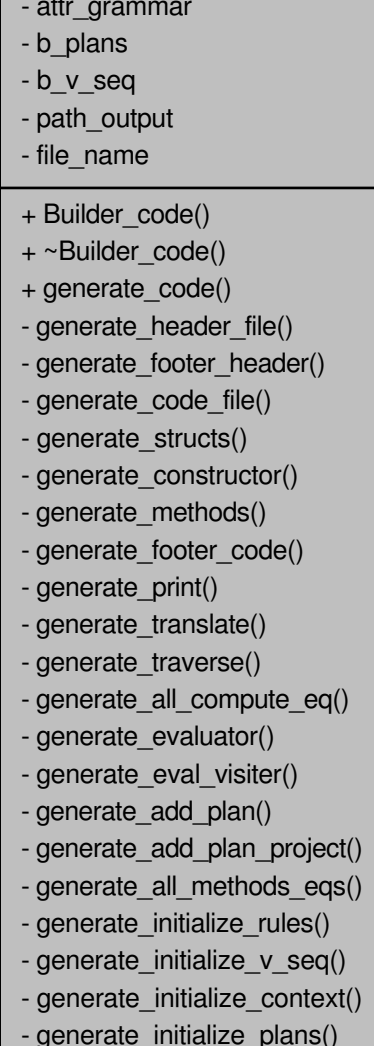 - attr_grammar
- b_plans
- b_v_seq
- path_output
- file_name
+ Builder_code()
+ ~Builder_code()
+ generate_code()
- generate_header_file()
- generate_footer_header()
- generate_code_file()
- generate_structs()
- generate_constructor()
- generate_methods()
- generate_footer_code()
- generate_print()
- generate_translate()
- generate_traverse()
- generate_all_compute_eq()
- generate_evaluator()
- generate_eval_visiter()
- generate_add_plan()
- generate_add_plan_project()
- generate_all_methods_eqs()
- generate_initialize_rules()
- generate_initialize_v_seq()
- generate_initialize_context()
- generate_initialize_plans()